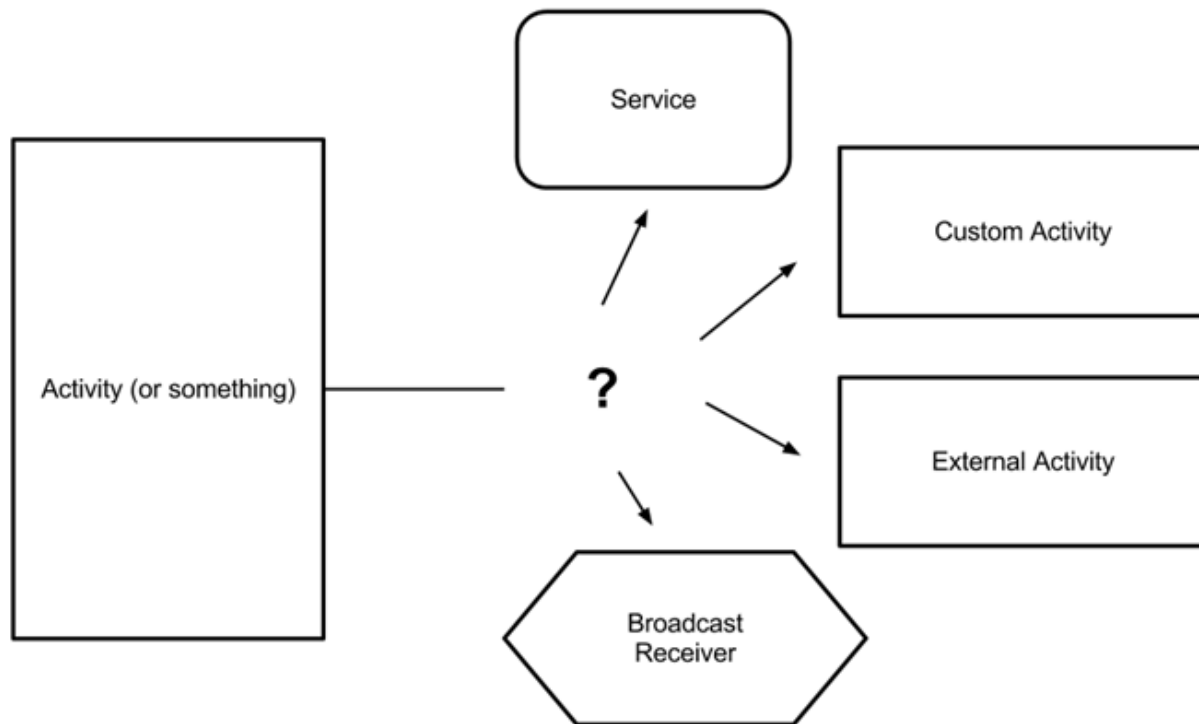 Service
Custom Activity
Activity (or something)
?
External Activity
Broadcast
Receiver